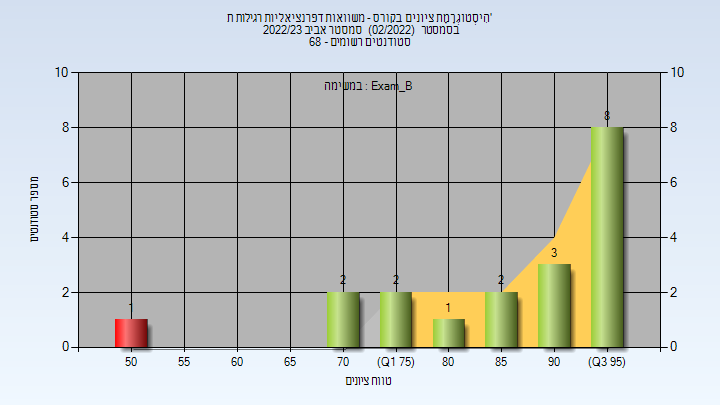 הִיסְטוֹגְרָמַת ציונים בקורס - משוואות דפרנציאליות רגילות ת'
בסמסטר (02/2022) סמסטר אביב 2022/23
סטודנטים רשומים - 68
במשימה : Exam_B
מספר סטודנטים
10 10
8 8
6 6
4 4
2 2
0 0
1 2 2 1 2 3 8
50 55 60 65 70 (Q1 75) 80 85 90 (Q3 95)
טווח ציונים